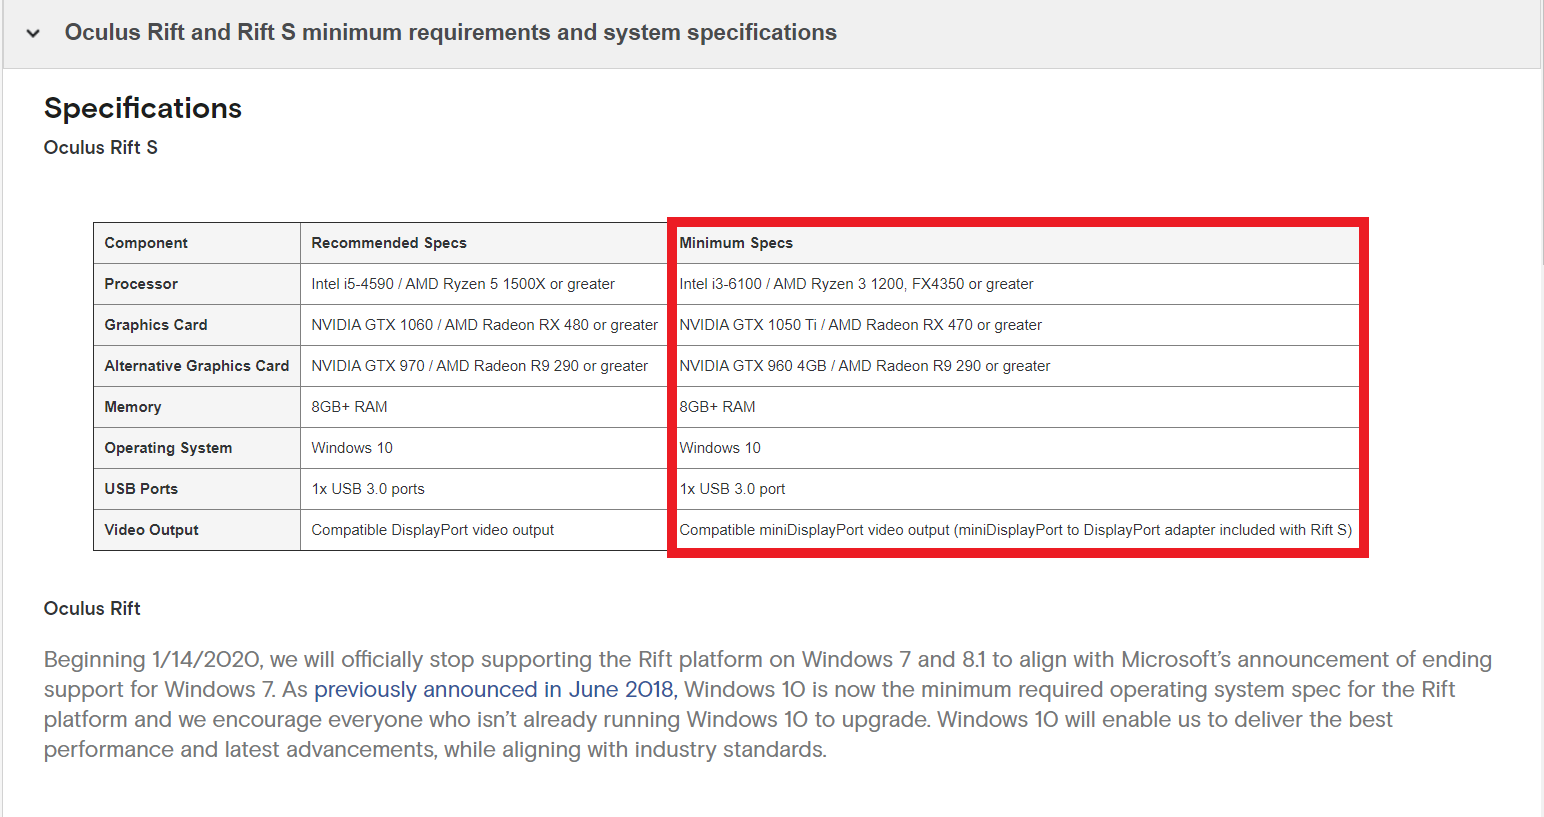 Oculus Rift and Rift S minimum requirements and system specifications
Specifications
Oculus Rift S
Component Recommended Specs Minimum Specs
Processor Intel i5-4590 / AMD Ryzen 5 1500X or greater Intel i3-6100 / AMD Ryzen 3 1200, FX4350 or greater
Graphics Card NVIDIA GTX 1060 / AMD Radeon RX 480 or greater NVIDIA GTX 1050 Ti / AMD Radeon RX 470 or greater
Alternative Graphics Card NVIDIA GTX 970 / AMD Radeon R9 290 or greater NVIDIA GTX 960 4GB / AMD Radeon R9 290 or greater
Memory 8GB+ RAM 8GB+ RAM
Operating System Windows 10 Windows 10
USB Ports 1x USB 3.0 ports 1x USB 3.0 port
Video Output Compatible DisplayPort video output Compatible miniDisplayPort video output (miniDisplayPort to DisplayPort adapter included with Rift S)
Oculus Rift
Beginning 1/14/2020, we will officially stop supporting the Rift platform on Windows 7 and 8.1 to align with Microsoft's announcement of ending
support for Windows 7. As previously announced in June 2018, Windows 10 is now the minimum required operating system spec for the Rift
platform and we encourage everyone who isn't already running Windows 10 to upgrade. Windows 10 will enable us to deliver the best
performance and latest advancements, while aligning with industry standards.